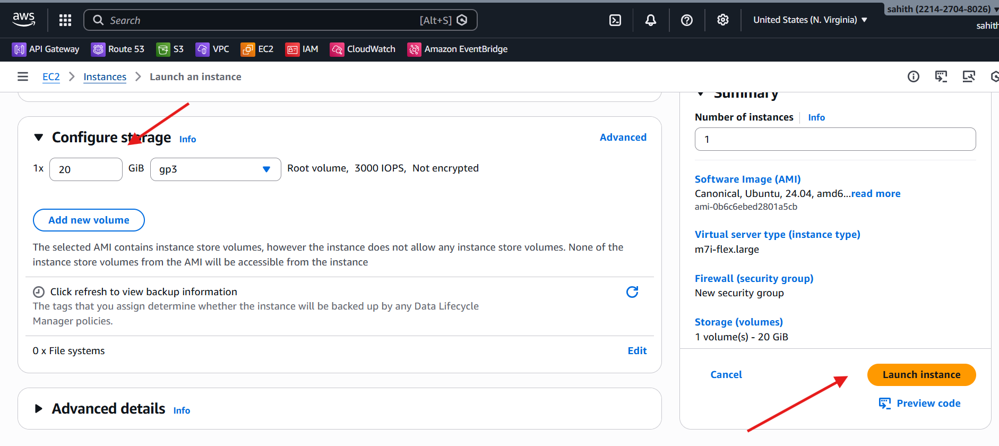 aws
Search
[Alt+S]
United States (N. Virginia)
sahith (2214-2704-8026)
sahith
API Gateway
Route 53
S3
VPC
EC2
IAM
CloudWatch
Amazon EventBridge
EC2
Instances
Launch an instance
Configure storage
Info
Advanced
1x
20
GiB
gp3
Root volume, 3000 IOPS, Not encrypted
Add new volume
The selected AMI contains instance store volumes, however the instance does not allow any instance store volumes. None of the
instance store volumes from the AMI will be accessible from the instance
Click refresh to view backup information
The tags that you assign determine whether the instance will be backed up by any Data Lifecycle
Manager policies.
0 x File systems
Edit
Advanced details
Info
Summary
Number of instances
Info
1
Software Image (AMI)
Canonical, Ubuntu, 24.04, amd6...read more
ami-0b6c6ebed2801a5cb
Virtual server type (instance type)
m7i-flex.large
Firewall (security group)
New security group
Storage (volumes)
1 volume(s) - 20 GiB
Cancel
Launch instance
Preview code